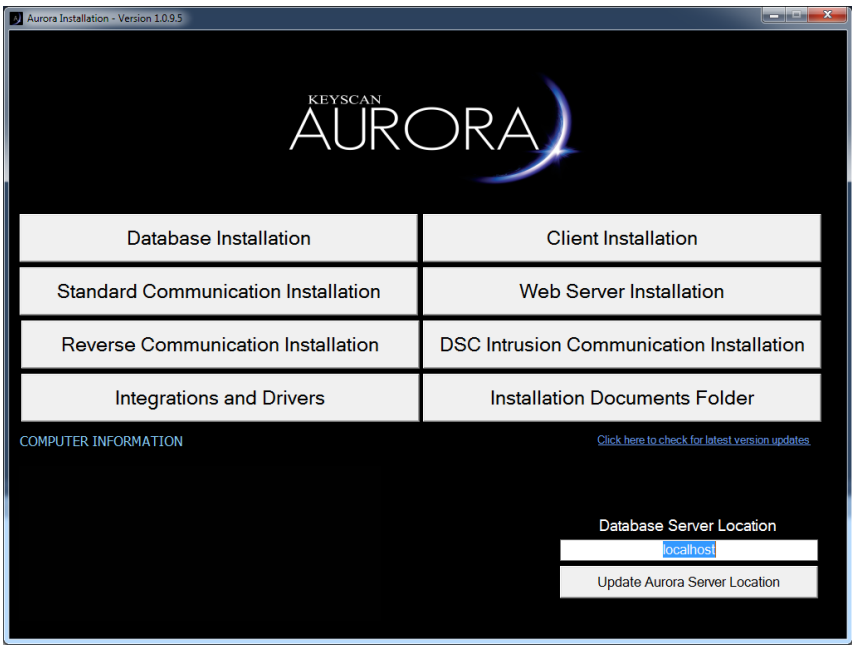 Aurora Installation - Version 1.0.9.5
KEYSCAN
AURORA
Database Installation
Client Installation
Standard Communication Installation
Web Server Installation
Reverse Communication Installation
DSC Intrusion Communication Installation
Integrations and Drivers
Installation Documents Folder
COMPUTER INFORMATION
Click here to check for latest version updates
Database Server Location
localhost
Update Aurora Server Location